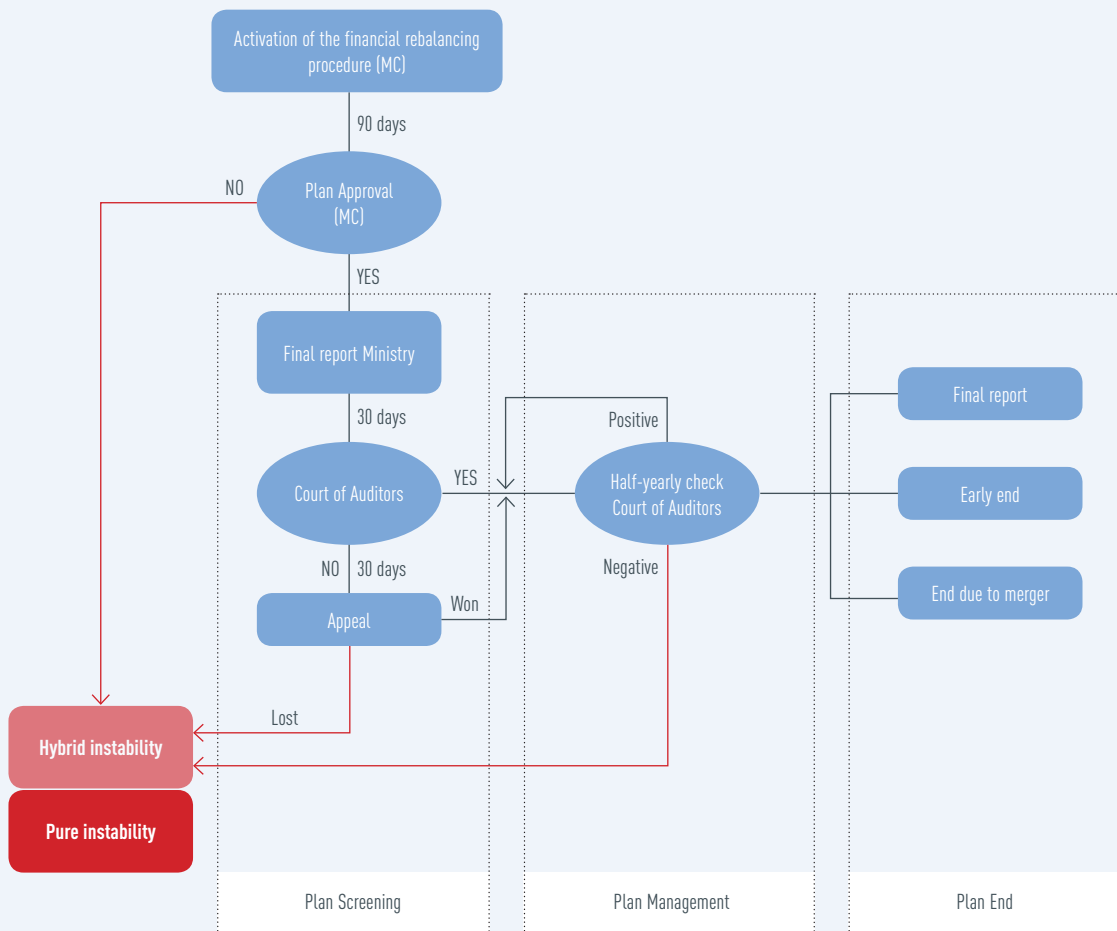 Activation of the financial rebalancing
procedure (MC)
90 days
NO
Plan Approval
(MC)
YES
Final report Ministry
30 days
Court of Auditors
YES
NO
30 days
Appeal
Won
Lost
Positive
Half-yearly check
Court of Auditors
Negative
Final report
Early end
End due to merger
Hybrid instability
Pure instability
Plan Screening
Plan Management
Plan End